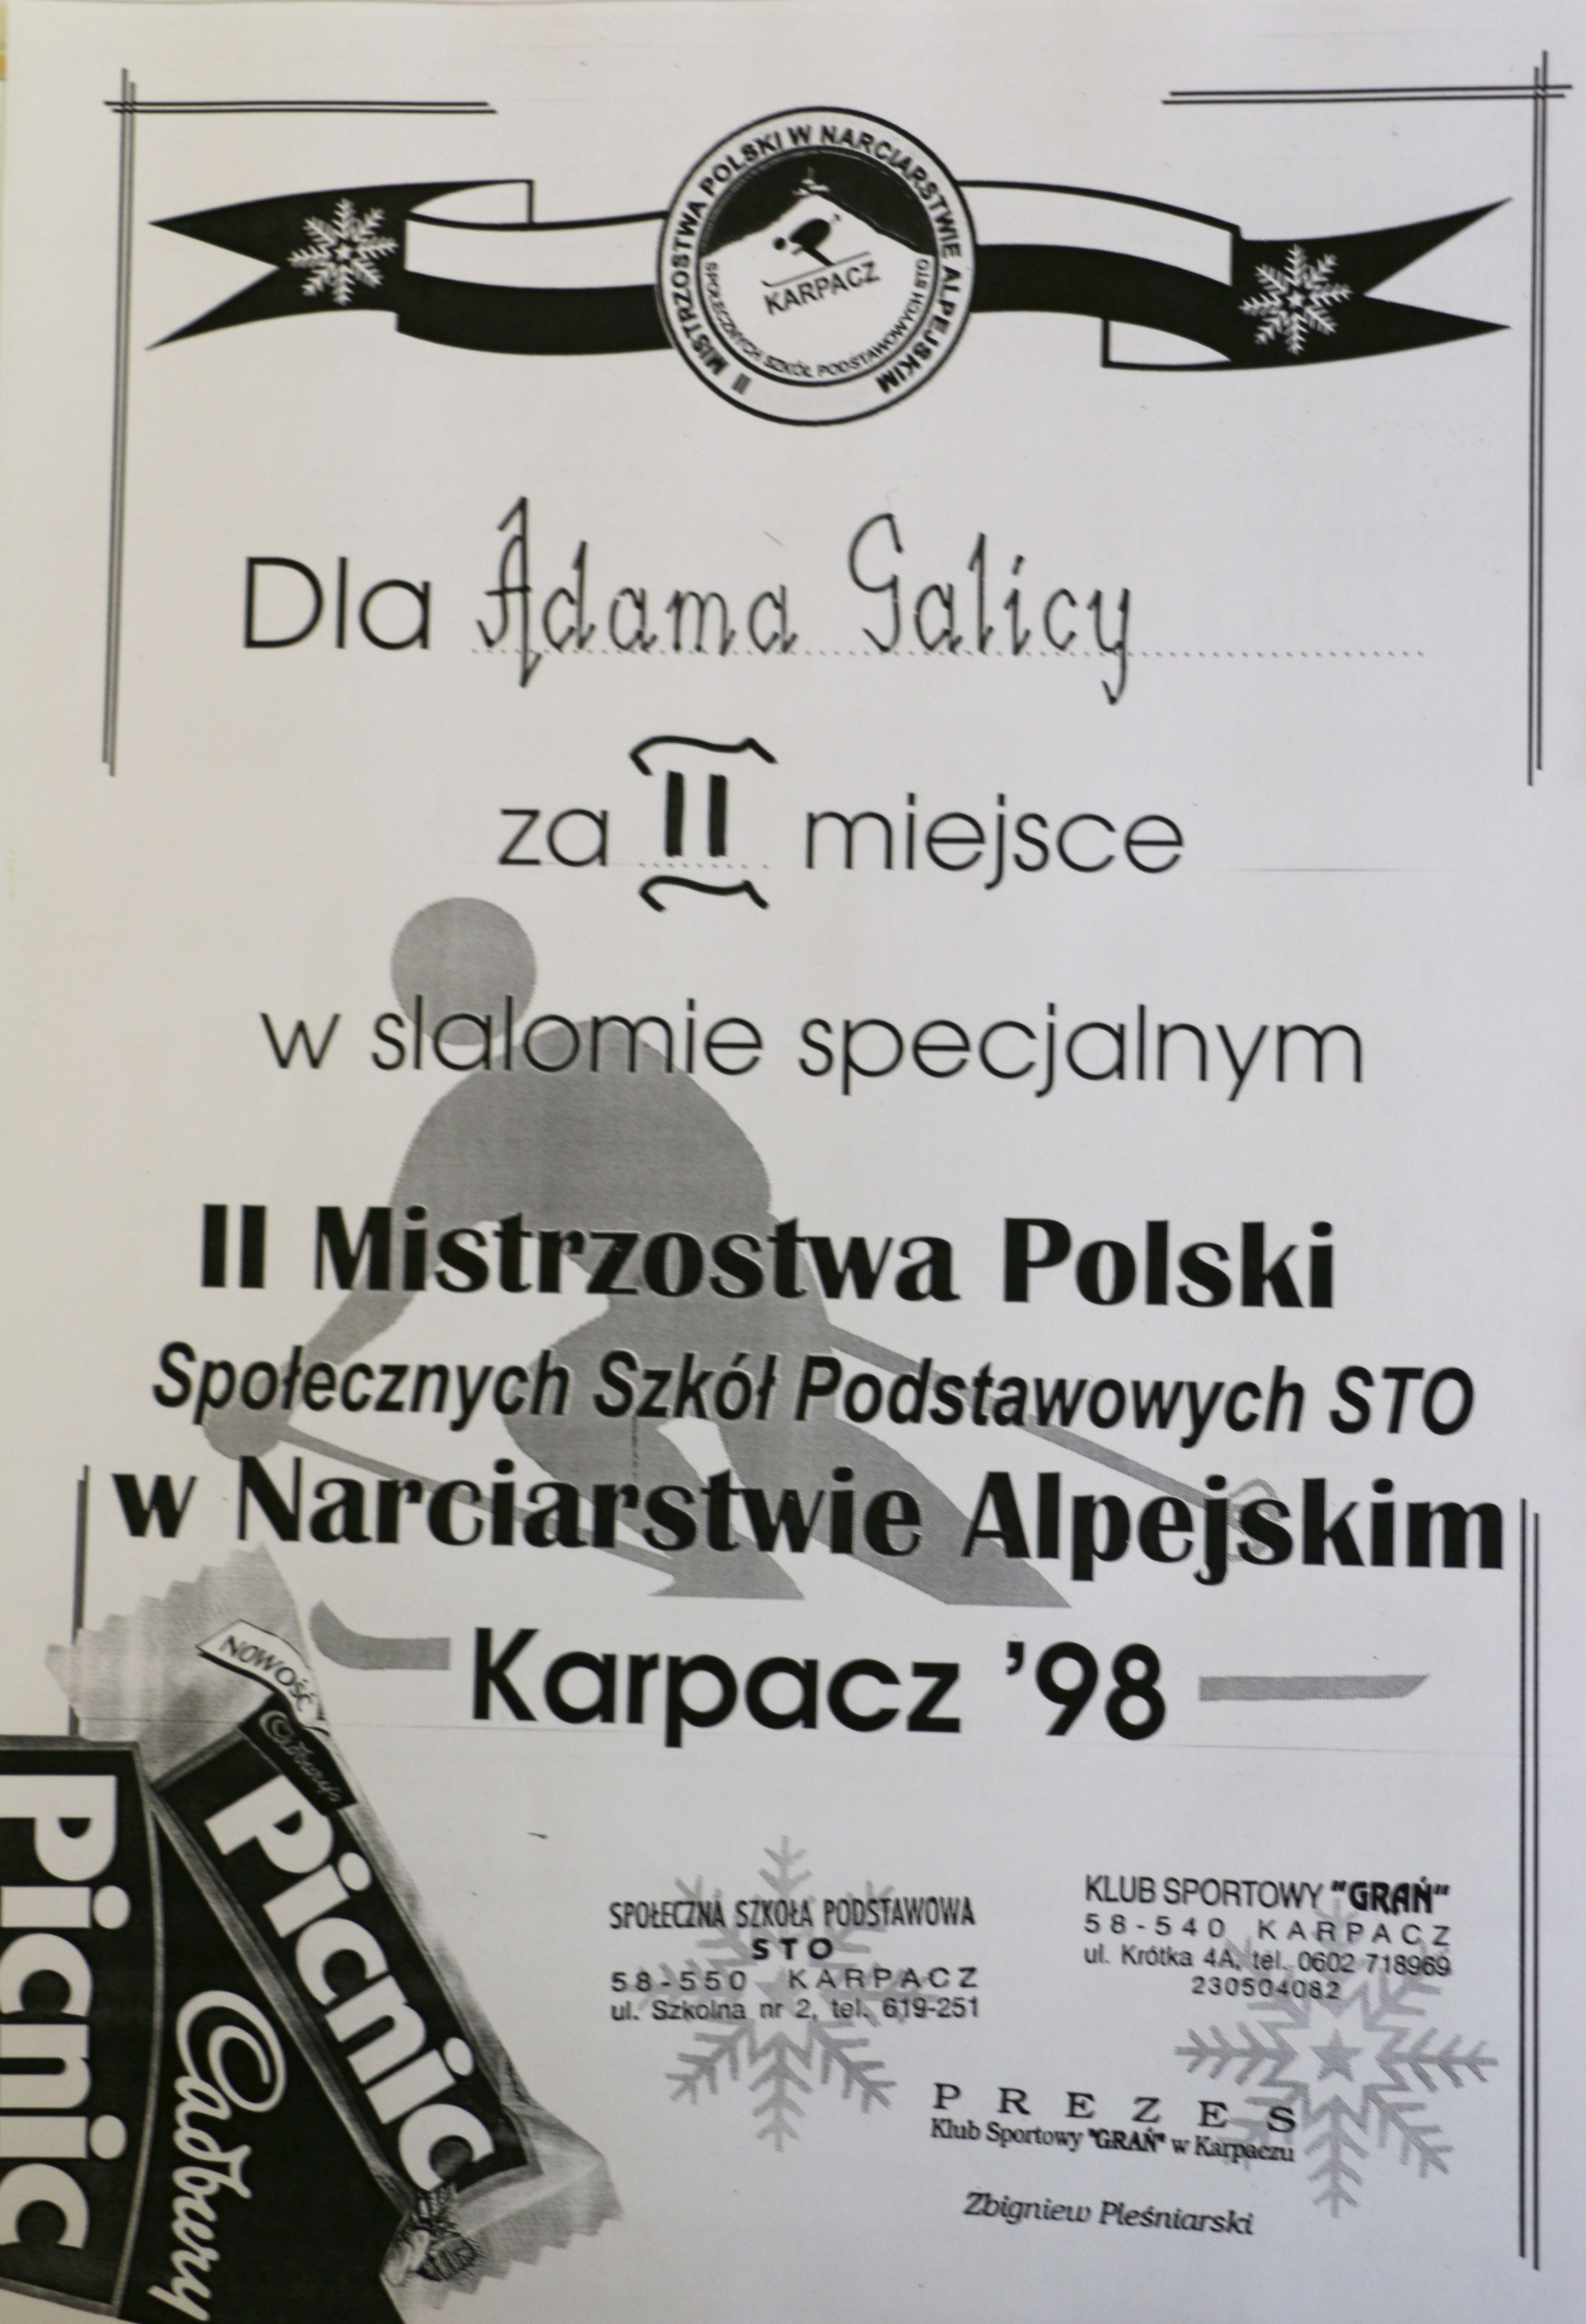 II MISTRZOSTWA POLSKI W NARCIARSTWIE ALPEJSKIM
SPOŁECZNYCH SZKÓŁ PODSTAWOWYCH STO
KARPACZ
Dla Adama Galicy
za II miejsce
w slalomie specjalnym
II Mistrzostwa Polski
Społecznych Szkół Podstawowych STO
w Narciarstwie Alpejskim
Karpacz '98
NOWOŚĆ
Cadbury
Picnic
Picnic
Cadbury
SPOŁECZNA SZKOŁA PODSTAWOWA
STO
58-550 KARPACZ
ul. Szkolna nr 2, tel. 619-251
KLUB SPORTOWY "GRAŃ"
58-540 KARPACZ
ul. Krótka 4A, tel. 0602 718969
230504082
PREZES
Klub Sportowy "GRAŃ" w Karpaczu
Zbigniew Pleśniarski